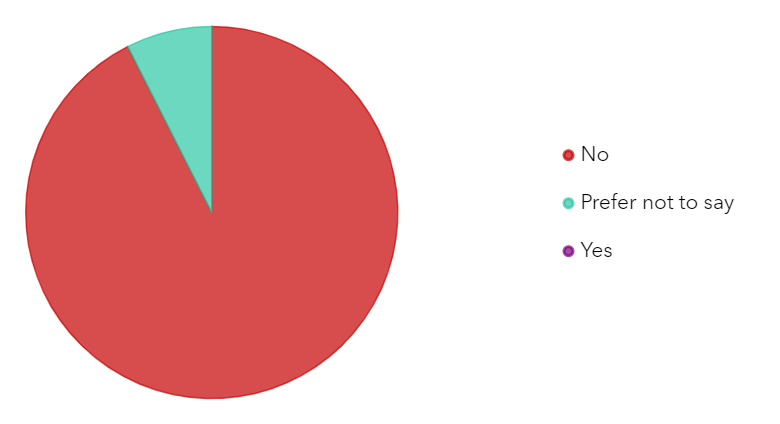 No
Prefer not to say
Yes